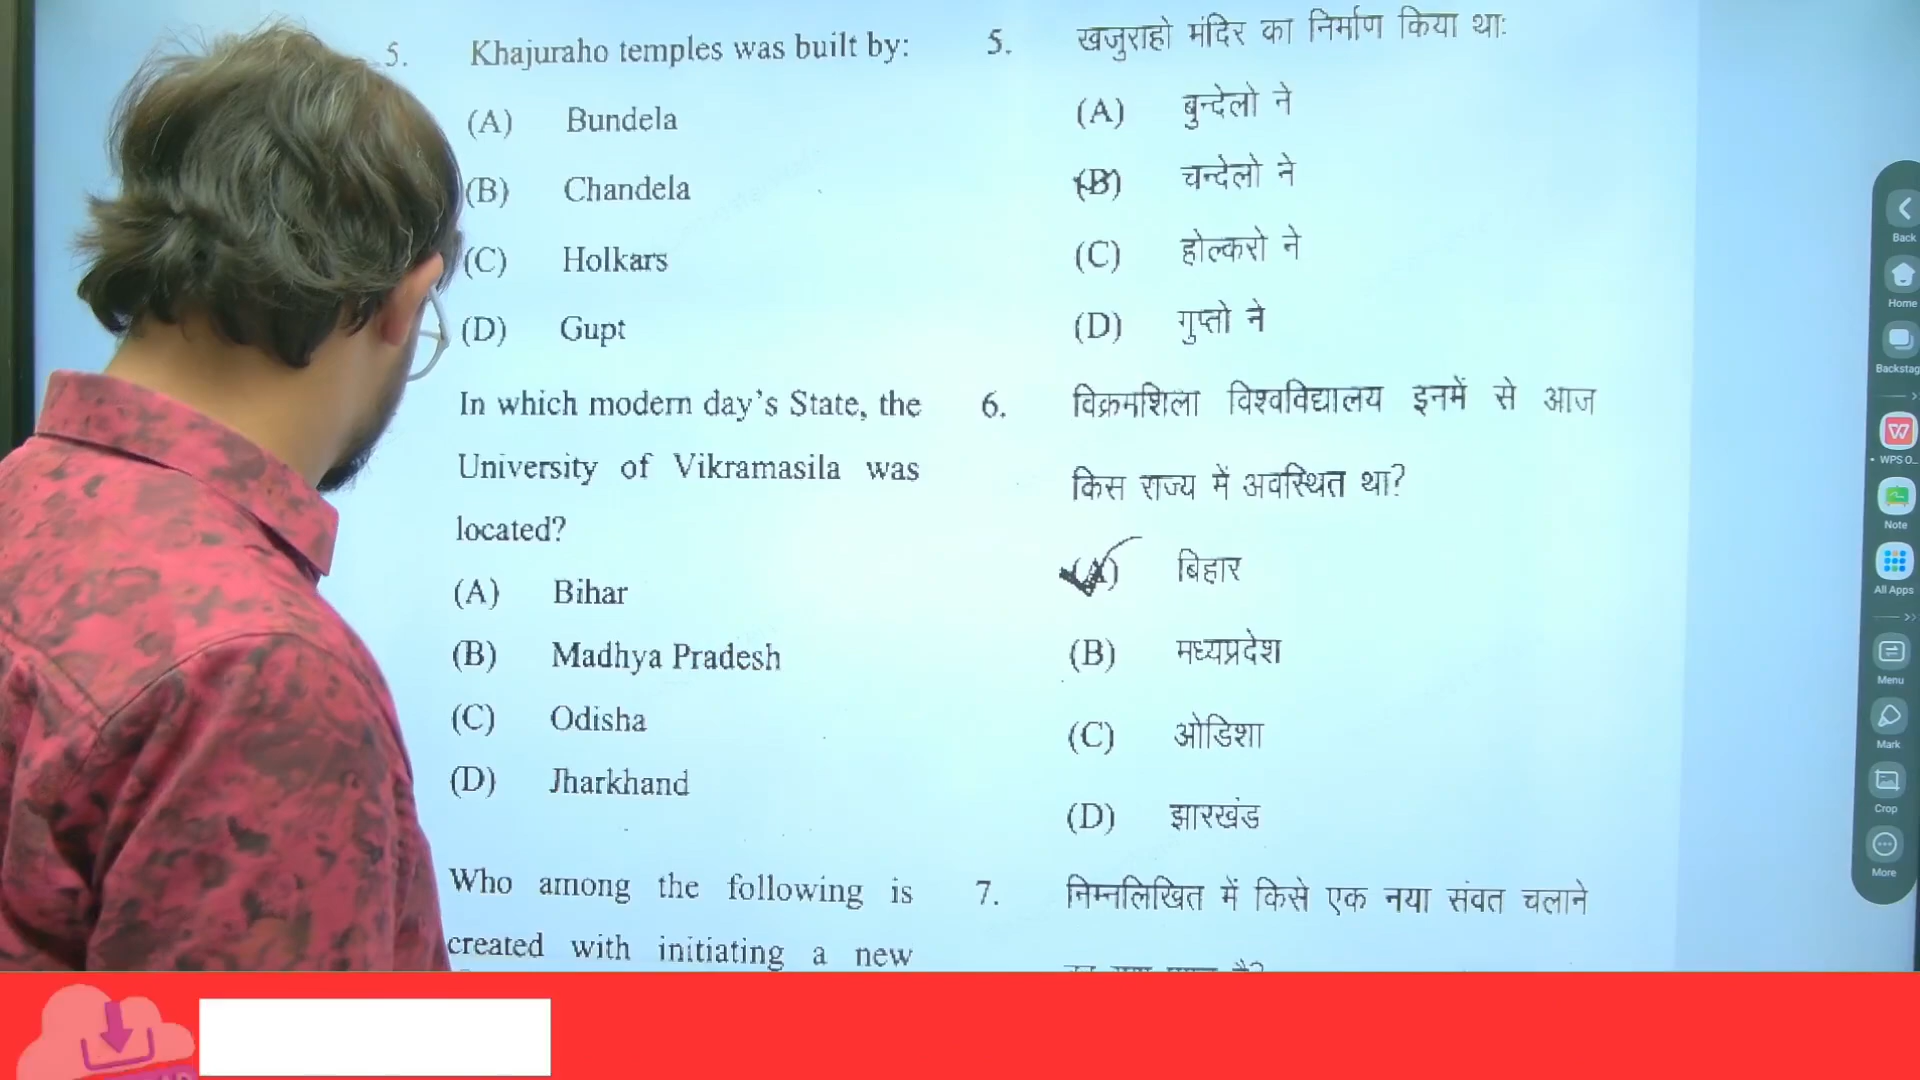 5. Khajuraho temples was built by:
(A) Bundela
(B) Chandela
(C) Holkars
(D) Gupt
In which modern day's State, the
University of Vikramasila was
located?
(A) Bihar
(B) Madhya Pradesh
(C) Odisha
(D) Jharkhand
Who among the following is
created with initiating a new
5. खजुराहो मंदिर का निर्माण किया थाः
(A) बुन्देलो ने
(B) चन्देलो ने
(C) होल्करो ने
(D) गुप्तो ने
6. विक्रमशिला विश्वविद्यालय इनमें से आज
किस राज्य में अवस्थित था?
(A) बिहार
(B) मध्यप्रदेश
(C) ओडिशा
(D) झारखंड
7. निम्नलिखित में किसे एक नया संवत चलाने
Back
Home
Backstag
WPS O...
Note
All Apps
Menu
Mark
Crop
More